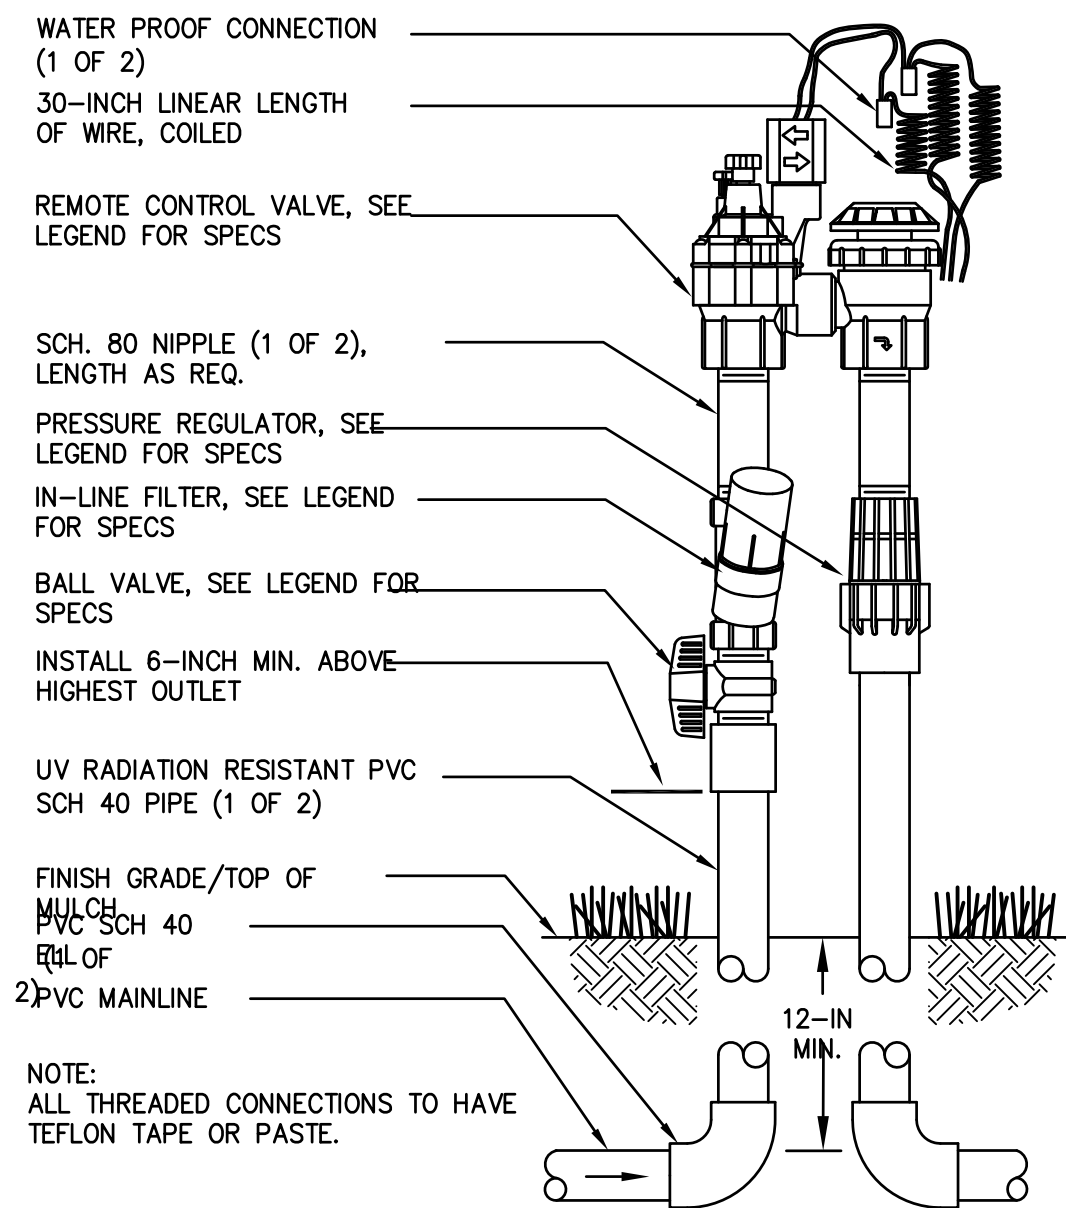 WATER PROOF CONNECTION
(1 OF 2)
30-INCH LINEAR LENGTH
OF WIRE, COILED
REMOTE CONTROL VALVE, SEE
LEGEND FOR SPECS
SCH. 80 NIPPLE (1 OF 2),
LENGTH AS REQ.
PRESSURE REGULATOR, SEE
LEGEND FOR SPECS
IN-LINE FILTER, SEE LEGEND
FOR SPECS
BALL VALVE, SEE LEGEND FOR
SPECS
INSTALL 6-INCH MIN. ABOVE
HIGHEST OUTLET
UV RADIATION RESISTANT PVC
SCH 40 PIPE (1 OF 2)
FINISH GRADE/TOP OF
MULCH
PVC SCH 40
ELL
(1 OF
2)
PVC MAINLINE
12-IN
MIN.
NOTE:
ALL THREADED CONNECTIONS TO HAVE
TEFLON TAPE OR PASTE.